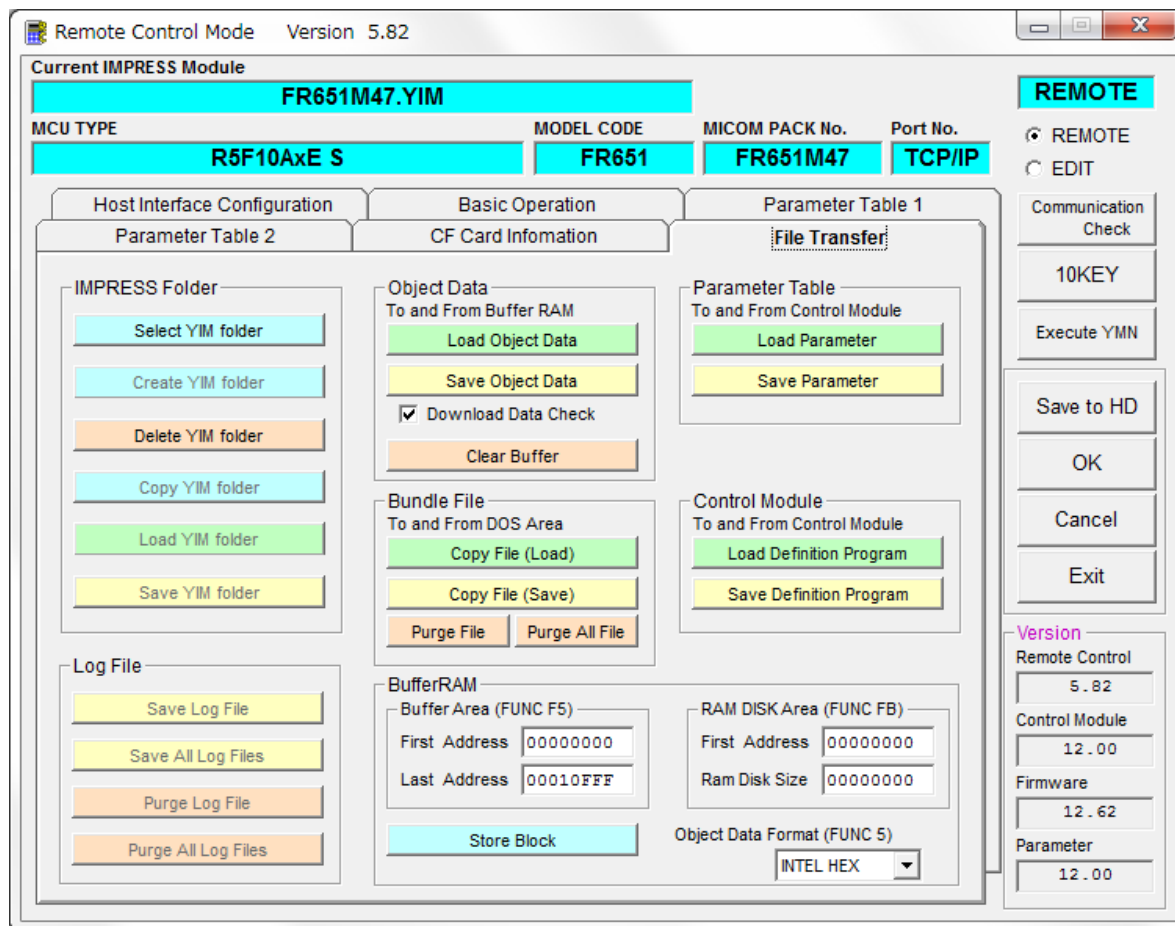 Remote Control Mode Version 5.82
Current IMPRESS Module
FR651M47.YIM
MCU TYPE
R5F10AxE S
MODEL CODE
FR651
MICOM PACK No.
FR651M47
Port No.
TCP/IP
Host Interface Configuration
Basic Operation
Parameter Table 1
Parameter Table 2
CF Card Infomation
File Transfer
IMPRESS Folder
Select YIM folder
Create YIM folder
Delete YIM folder
Copy YIM folder
Load YIM folder
Save YIM folder
Log File
Save Log File
Save All Log Files
Purge Log File
Purge All Log Files
Object Data
To and From Buffer RAM
Load Object Data
Save Object Data
Download Data Check
Clear Buffer
Bundle File
To and From DOS Area
Copy File (Load)
Copy File (Save)
Purge File
Purge All File
Parameter Table
To and From Control Module
Load Parameter
Save Parameter
Control Module
To and From Control Module
Load Definition Program
Save Definition Program
BufferRAM
Buffer Area (FUNC F5)
First Address 00000000
Last Address 00010FFF
Store Block
RAM DISK Area (FUNC FB)
First Address 00000000
Ram Disk Size 00000000
Object Data Format (FUNC 5)
INTEL HEX
REMOTE
REMOTE
EDIT
Communication
Check
10KEY
Execute YMN
Save to HD
OK
Cancel
Exit
Version
Remote Control
5.82
Control Module
12.00
Firmware
12.62
Parameter
12.00